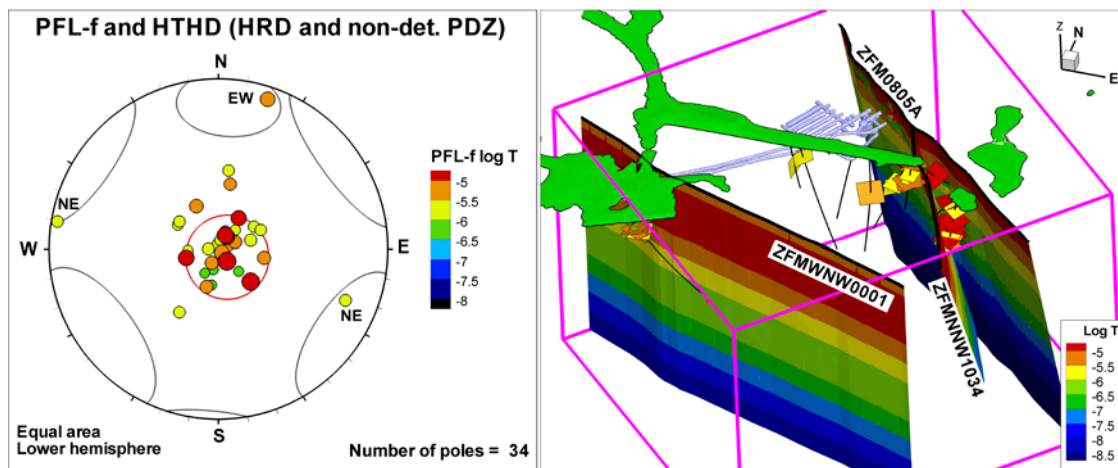 PFL-f and HTHD (HRD and non-det. PDZ)
N
EW
NE
W
E
NE
S
PFL-f log T
-5
-5.5
-6
-6.5
-7
-7.5
-8
Equal area
Lower hemisphere
Number of poles = 34
ZFM0805A
ZFMWNW0001
ZFMNNW1034
Z
N
E
Log T
-5
-5.5
-6
-6.5
-7
-7.5
-8
-8.5